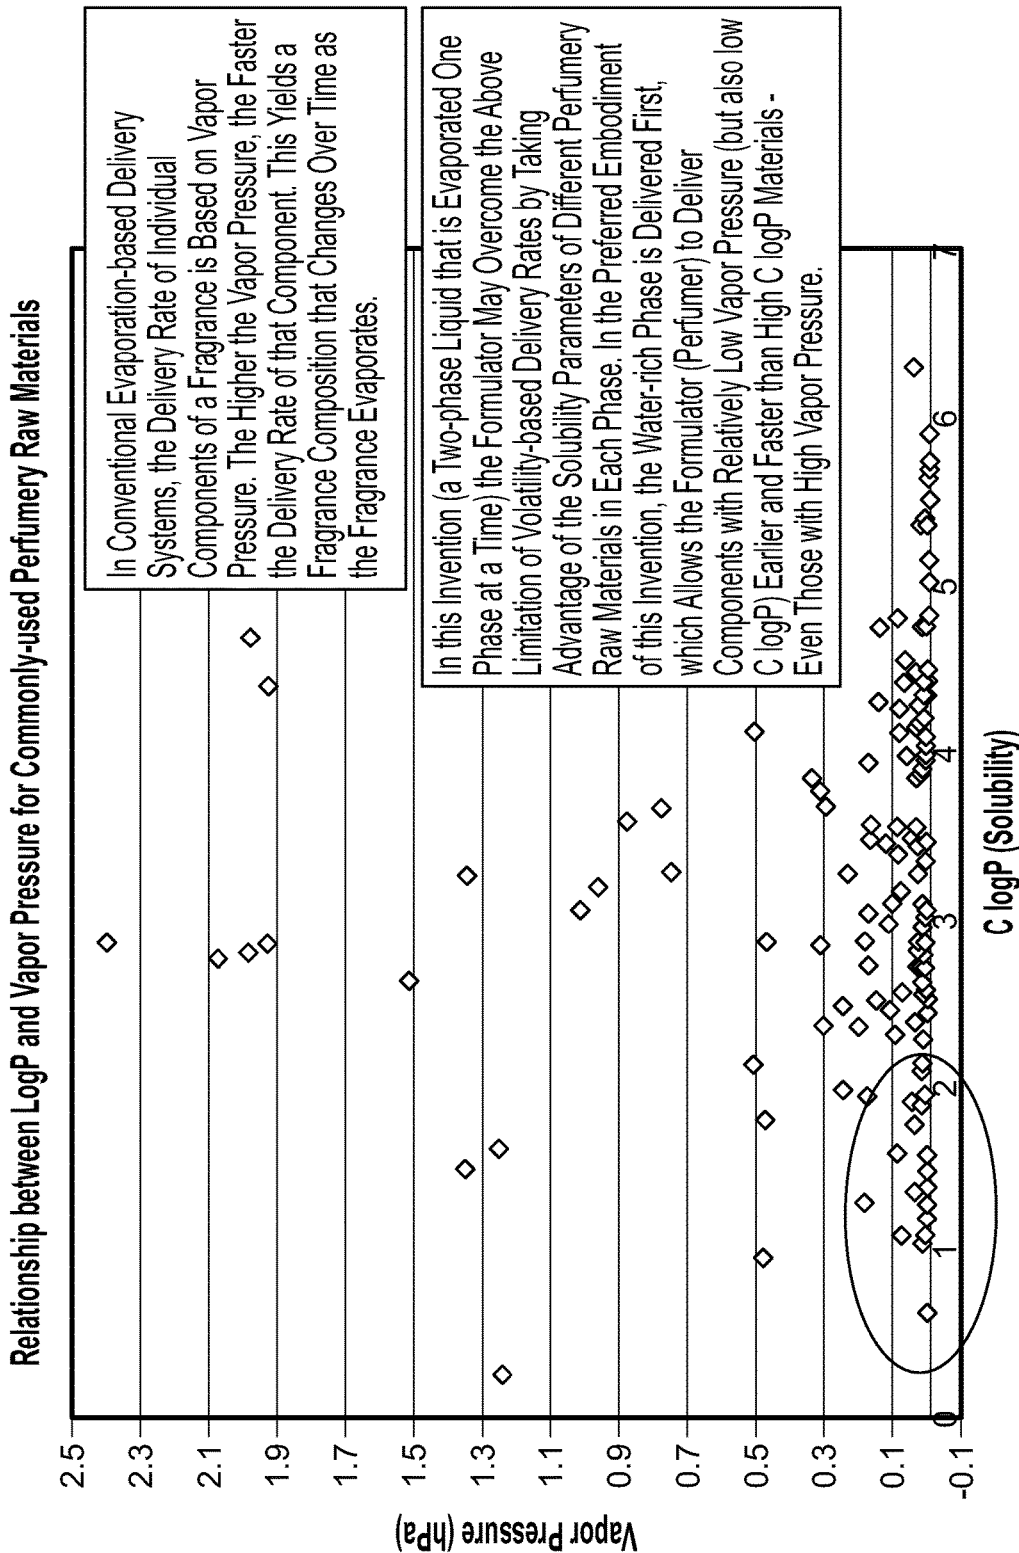 Relationship between LogP and Vapor Pressure for Commonly-used Perfumery Raw Materials
In Conventional Evaporation-based Delivery
Systems, the Delivery Rate of Individual
Components of a Fragrance is Based on Vapor
Pressure. The Higher the Vapor Pressure, the Faster
the Delivery Rate of that Component. This Yields a
Fragrance Composition that Changes Over Time as
the Fragrance Evaporates.
In this Invention (a Two-phase Liquid that is Evaporated One
Phase at a Time) the Formulator May Overcome the Above
Limitation of Volatility-based Delivery Rates by Taking
Advantage of the Solubility Parameters of Different Perfumery
Raw Materials in Each Phase. In the Preferred Embodiment
of this Invention, the Water-rich Phase is Delivered First,
which Allows the Formulator (Perfumer) to Deliver
Components with Relatively Low Vapor Pressure (but also low
C logP) Earlier and Faster than High C logP Materials -
Even Those with High Vapor Pressure.
Vapor Pressure (hPa)
2.5
2.3
2.1
1.9
1.7
1.5
1.3
1.1
0.9
0.7
0.5
0.3
0.1
-0.1
0
1
2
3
4
5
6
7
C logP (Solubility)